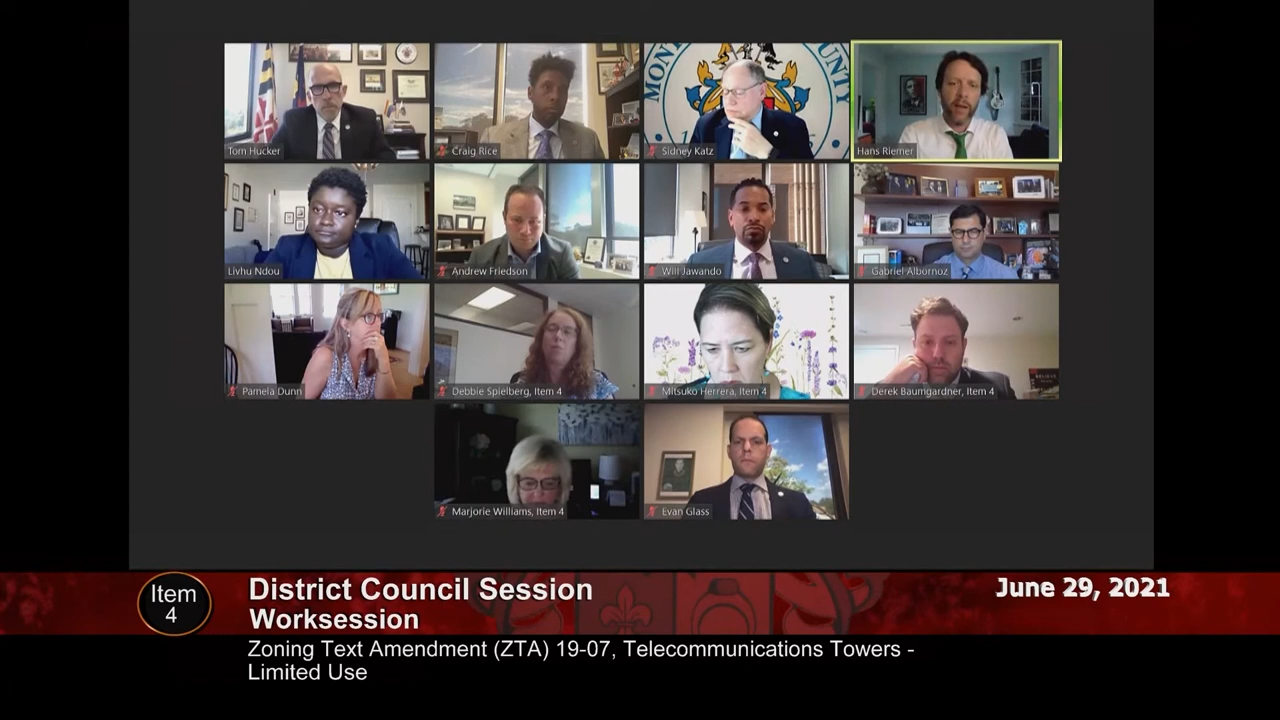 MONT
OUNTY
Tom Hucker
Craig Rice
Sidney Katz
Hans Riemer
Livhu Ndou
Andrew Friedson
Will Jawando
Gabriel Albornoz
Pamela Dunn
Debbie Spielberg, Item 4
Mitsuko Herrera, Item 4
Derek Baumgardner, Item 4
Marjorie Williams, Item 4
Evan Glass
Item
4
District Council Session
Worksession
June 29, 2021
Zoning Text Amendment (ZTA) 19-07, Telecommunications Towers -
Limited Use